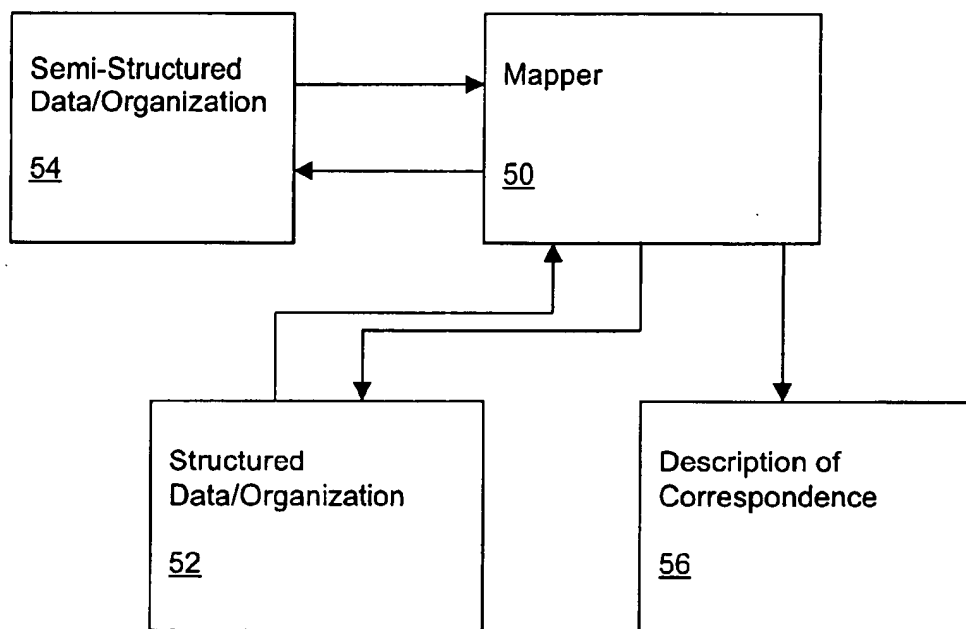 Semi-Structured
Data/Organization
54
Mapper
50
Structured
Data/Organization
52
Description of
Correspondence
56